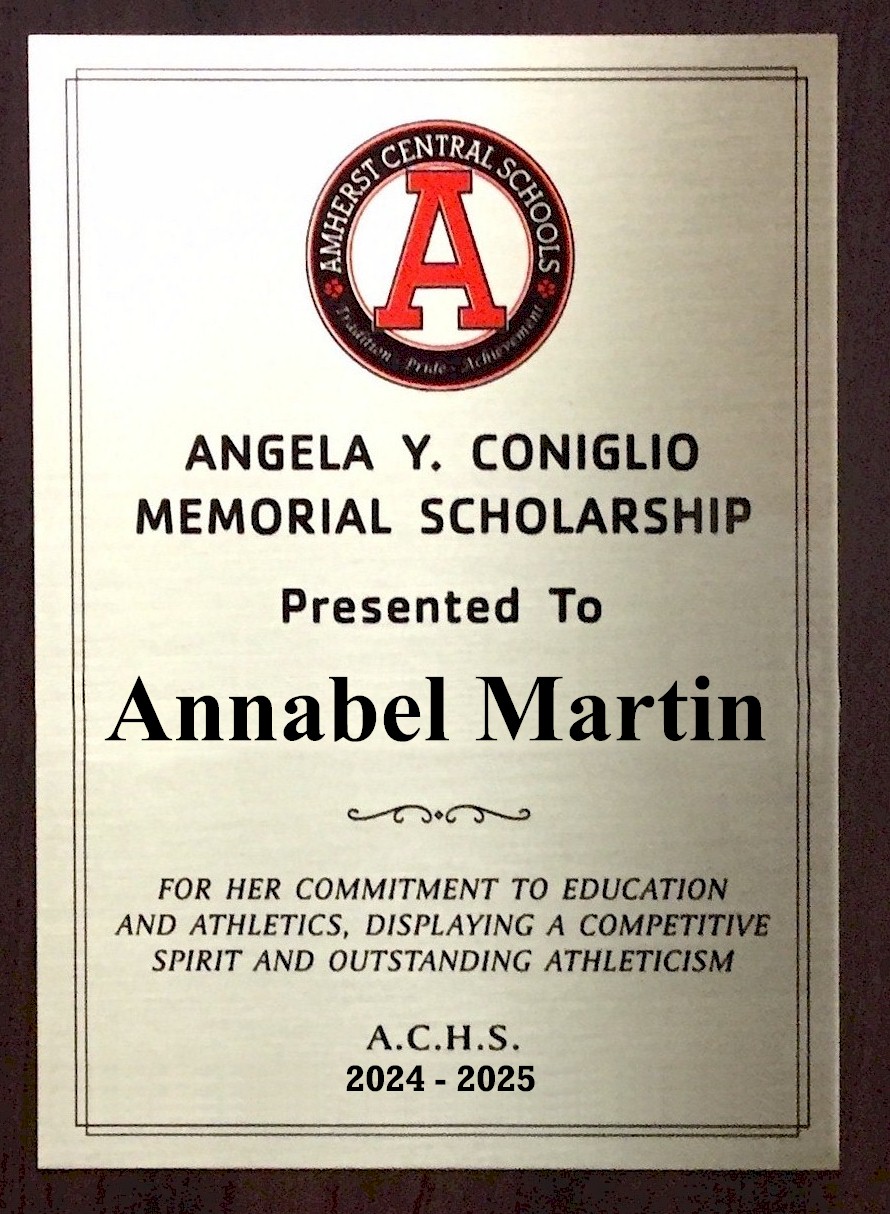 AMHERST CENTRAL SCHOOLS
A
Tradition - Pride - Achievement
ANGELA Y. CONIGLIO
MEMORIAL SCHOLARSHIP
Presented To
Annabel Martin
FOR HER COMMITMENT TO EDUCATION
AND ATHLETICS, DISPLAYING A COMPETITIVE
SPIRIT AND OUTSTANDING ATHLETICISM
A.C.H.S.
2024 - 2025